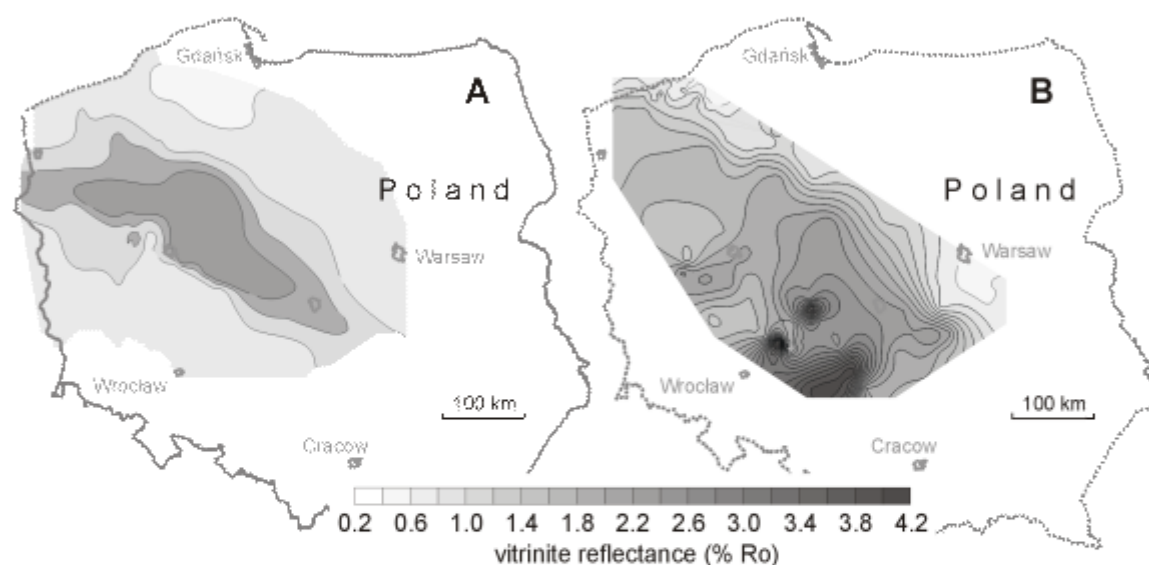 Gdańsk
A
Poland
Warsaw
Wrocław
100 km
Cracow
Gdańsk
B
Poland
Warsaw
Wrocław
100 km
Cracow
0.2 0.6 1.0 1.4 1.8 2.2 2.6 3.0 3.4 3.8 4.2
vitrinite reflectance (% Ro)